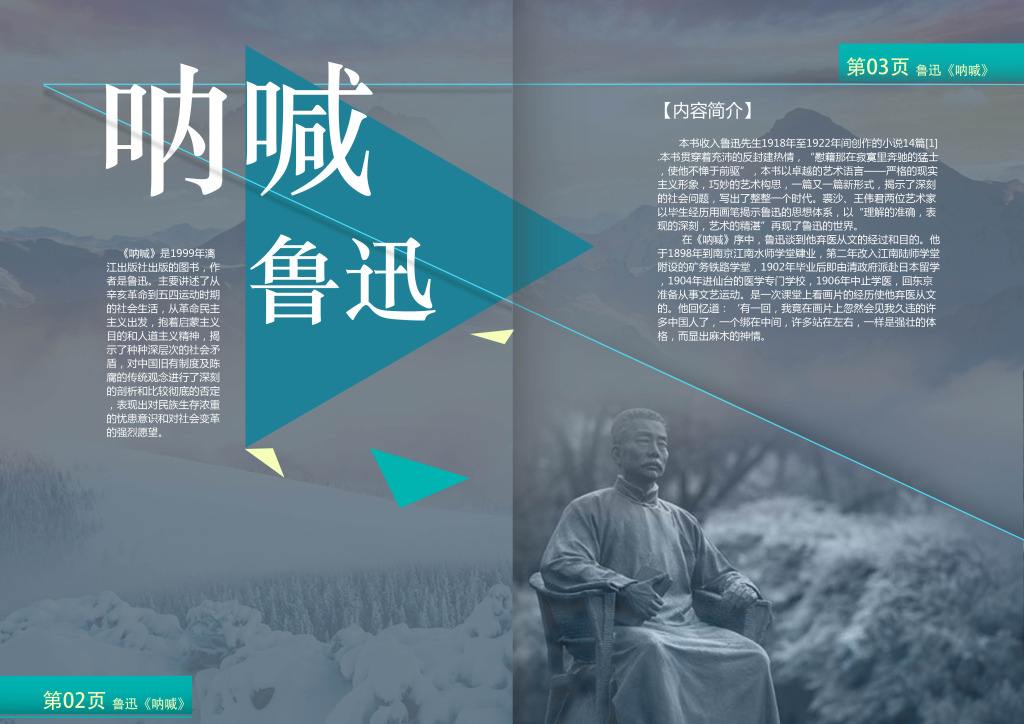 呐喊
鲁迅
《呐喊》是1999年漓
江出版社出版的图书，作
者是鲁迅。主要讲述了从
辛亥革命到五四运动时期
的社会生活，从革命民主
主义出发，抱着启蒙主义
目的和人道主义精神，揭
示了种种深层次的社会矛
盾，对中国旧有制度及陈
腐的传统观念进行了深刻
的剖析和比较彻底的否定
，表现出对民族生存浓重
的忧患意识和对社会变革
的强烈愿望。
第02页 鲁迅《呐喊》
第03页 鲁迅《呐喊》
【内容简介】
本书收入鲁迅先生1918年至1922年间创作的小说14篇[1]
.本书贯穿着充沛的反封建热情，“慰藉那在寂寞里奔驰的猛士
，使他不惮于前驱”，本书以卓越的艺术语言——严格的现实
主义形象，巧妙的艺术构思，一篇又一篇新形式，揭示了深刻
的社会问题，写出了整整一个时代。裘沙、王伟君两位艺术家
以毕生经历用画笔揭示鲁迅的思想体系，以“理解的准确，表
现的深刻，艺术的精湛”再现了鲁迅的世界。
在《呐喊》序中，鲁迅谈到他弃医人文的经过和目的。他
于1898年到南京江南水师学堂肄业，第二年改入江南陆师学堂
附设的矿务铁路学堂，1902年毕业后即由清政府派赴日本留学
，1904年进仙台的医学专门学校，1906年中止学医，回东京
准备从事文艺运动。是一次课堂上看画片的经历使他弃医从文
的。他回忆道：‘有一回，我竟在画片上忽然会见我久违的许
多中国人了，一个绑在中间，许多站在左右，一样是强壮的体
格，而显出麻木的神情。